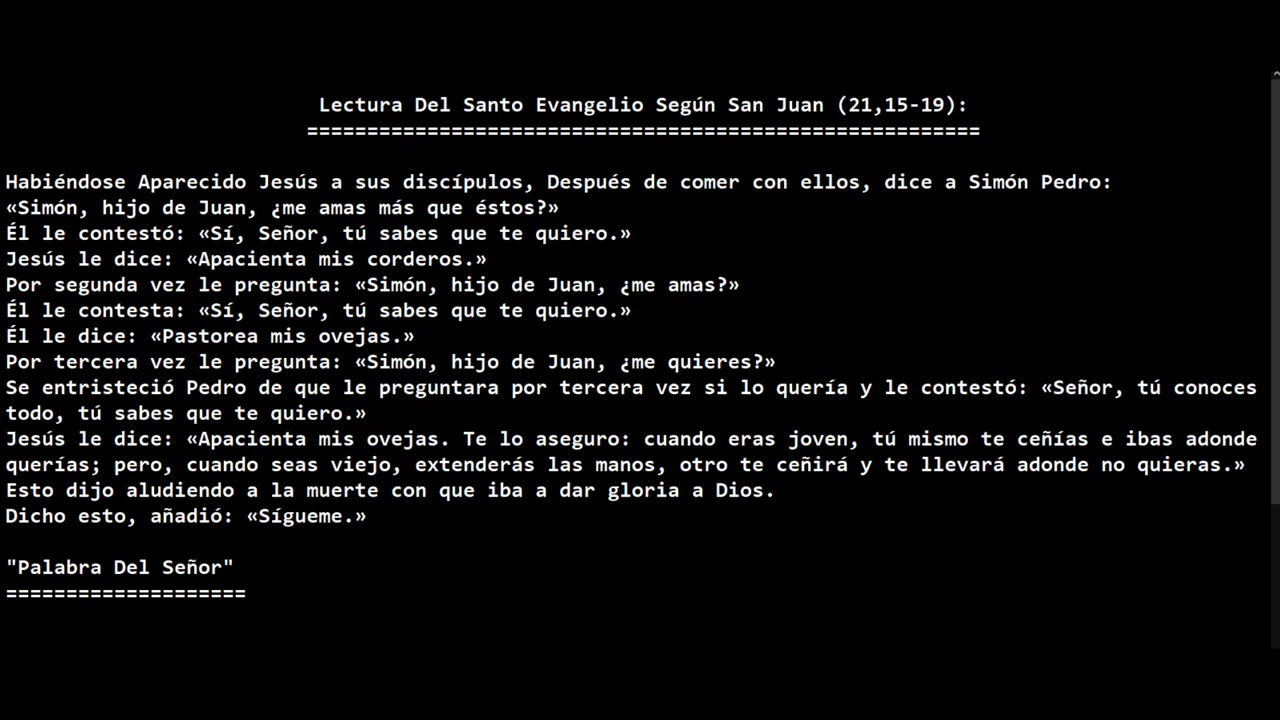 Lectura Del Santo Evangelio Según San Juan (21,15-19):
========================================================
Habiéndose Aparecido Jesús a sus discípulos, Después de comer con ellos, dice a Simón Pedro:
«Simón, hijo de Juan, ¿me amas más que éstos?»
Él le contestó: «Sí, Señor, tú sabes que te quiero.»
Jesús le dice: «Apacienta mis corderos.»
Por segunda vez le pregunta: «Simón, hijo de Juan, ¿me amas?»
Él le contesta: «Sí, Señor, tú sabes que te quiero.»
Él le dice: «Pastorea mis ovejas.»
Por tercera vez le pregunta: «Simón, hijo de Juan, ¿me quieres?»
Se entristeció Pedro de que le preguntara por tercera vez si lo quería y le contestó: «Señor, tú conoces
todo, tú sabes que te quiero.»
Jesús le dice: «Apacienta mis ovejas. Te lo aseguro: cuando eras joven, tú mismo te ceñías e ibas adonde
querías; pero, cuando seas viejo, extenderás las manos, otro te ceñirá y te llevará adonde no quieras.»
Esto dijo aludiendo a la muerte con que iba a dar gloria a Dios.
Dicho esto, añadió: «Sígueme.»
"Palabra Del Señor"
====================